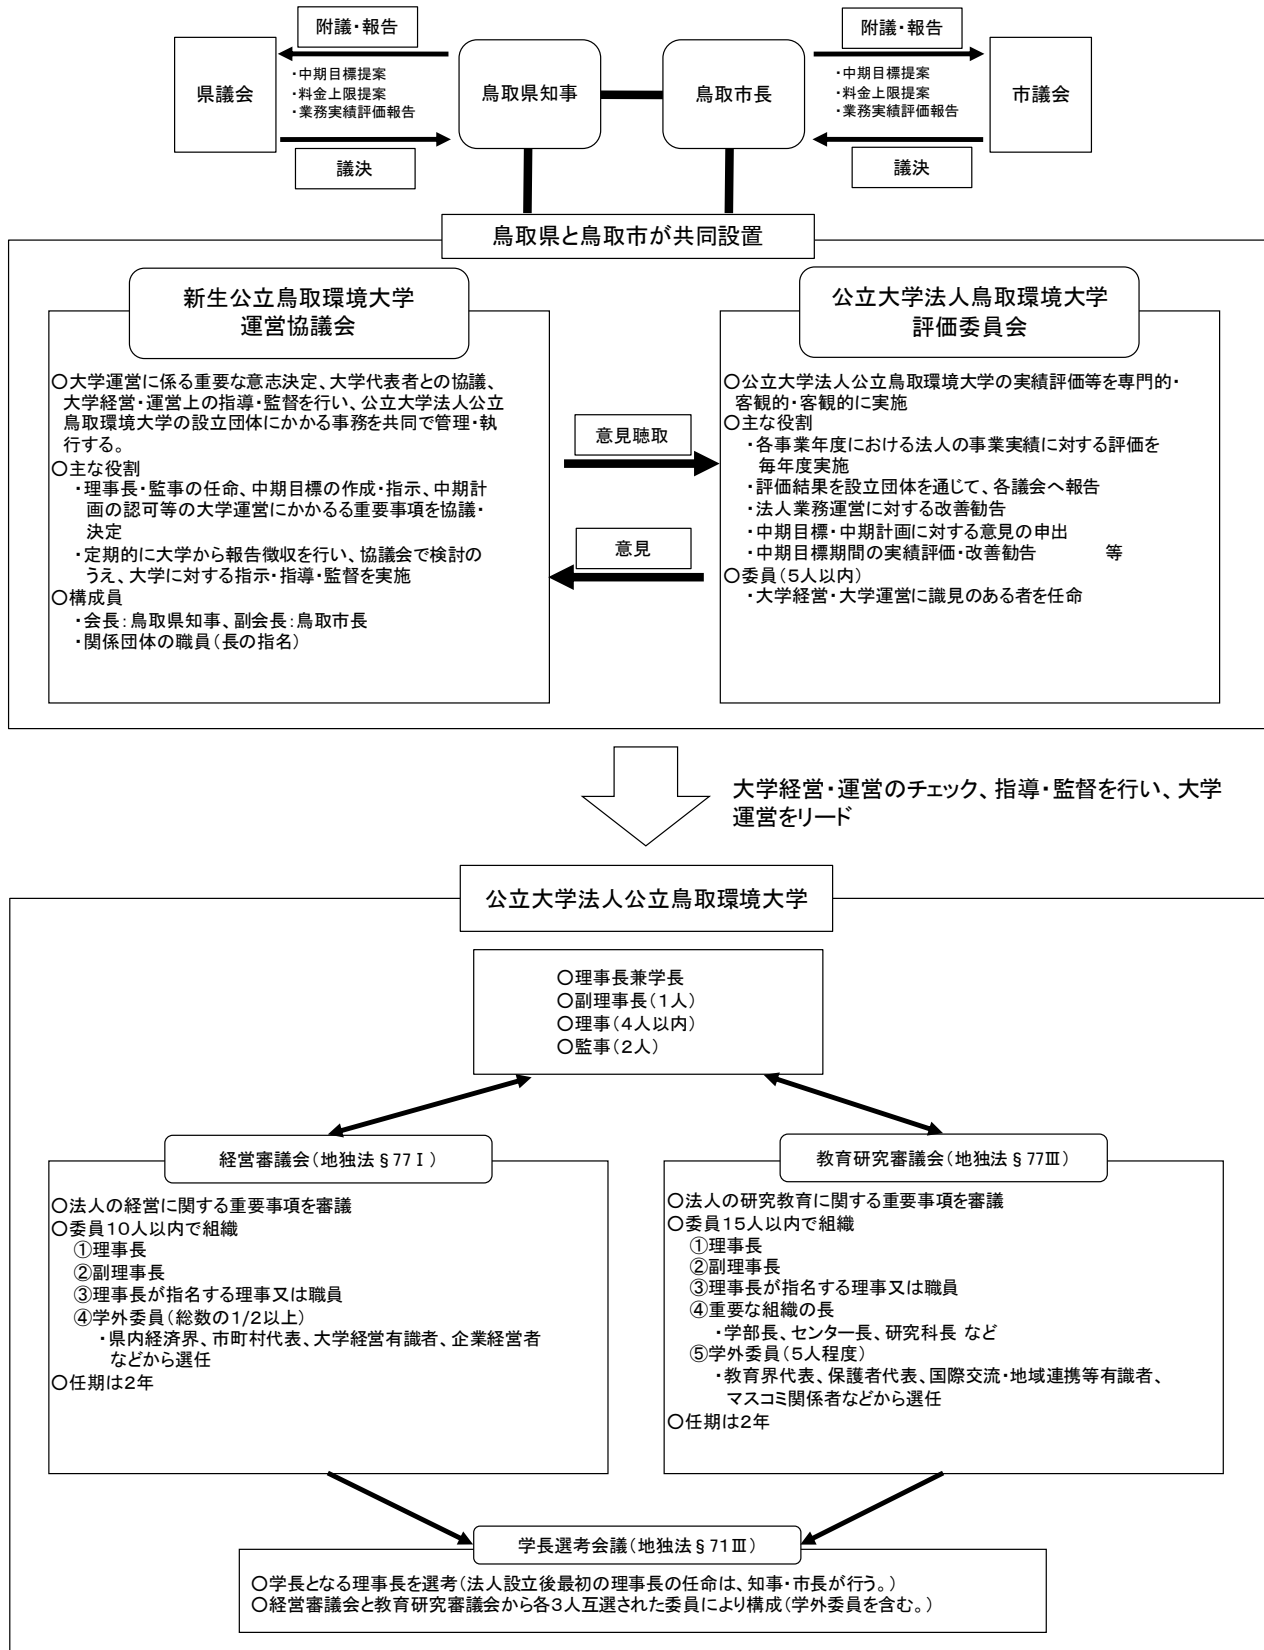 附議・報告
附議・報告
県議会
・中期目標提案
・料金上限提案
・業務実績評価報告
鳥取県知事
鳥取市長
・中期目標提案
・料金上限提案
・業務実績評価報告
市議会
議決
議決
鳥取県と鳥取市が共同設置
新生公立鳥取環境大学
運営協議会
○大学運営に係る重要な意志決定、大学代表者との協議、
大学経営・運営上の指導・監督を行い、公立大学法人公立
鳥取環境大学の設立団体にかかる事務を共同で管理・執
行する。
○主な役割
・理事長・監事の任命、中期目標の作成・指示、中期計
画の認可等の大学運営にかかるる重要事項を協議・
決定
・定期的に大学から報告徴収を行い、協議会で検討の
うえ、大学に対する指示・指導・監督を実施
○構成員
・会長:鳥取県知事、副会長:鳥取市長
・関係団体の職員(長の指名)
意見聴取
意見
公立大学法人鳥取環境大学
評価委員会
○公立大学法人公立鳥取環境大学の実績評価等を専門的・
客観的・客観的に実施
○主な役割
・各事業年度における法人の事業実績に対する評価を
毎年度実施
・評価結果を設立団体を通じて、各議会へ報告
・法人業務運営に対する改善勧告
・中期目標・中期計画に対する意見の申出
・中期目標期間の実績評価・改善勧告 等
○委員(5人以内)
・大学経営・大学運営に識見のある者を任命
大学経営・運営のチェック、指導・監督を行い、大学
運営をリード
公立大学法人公立鳥取環境大学
○理事長兼学長
○副理事長(1人)
○理事(4人以内)
○監事(2人)
経営審議会(地独法§77Ⅰ)
○法人の経営に関する重要事項を審議
○委員10人以内で組織
①理事長
②副理事長
③理事長が指名する理事又は職員
④学外委員(総数の1/2以上)
・県内経済界、市町村代表、大学経営有識者、企業経営者
などから選任
○任期は2年
教育研究審議会(地独法§77Ⅲ)
○法人の研究教育に関する重要事項を審議
○委員15人以内で組織
①理事長
②副理事長
③理事長が指名する理事又は職員
④重要な組織の長
・学部長、センター長、研究科長 など
⑤学外委員(5人程度)
・教育界代表、保護者代表、国際交流・地域連携等有識者、
マスコミ関係者などから選任
○任期は2年
学長選考会議(地独法§71Ⅲ)
○学長となる理事長を選考(法人設立後最初の理事長の任命は、知事・市長が行う。)
○経営審議会と教育研究審議会から各3人互選された委員により構成(学外委員を含む。)